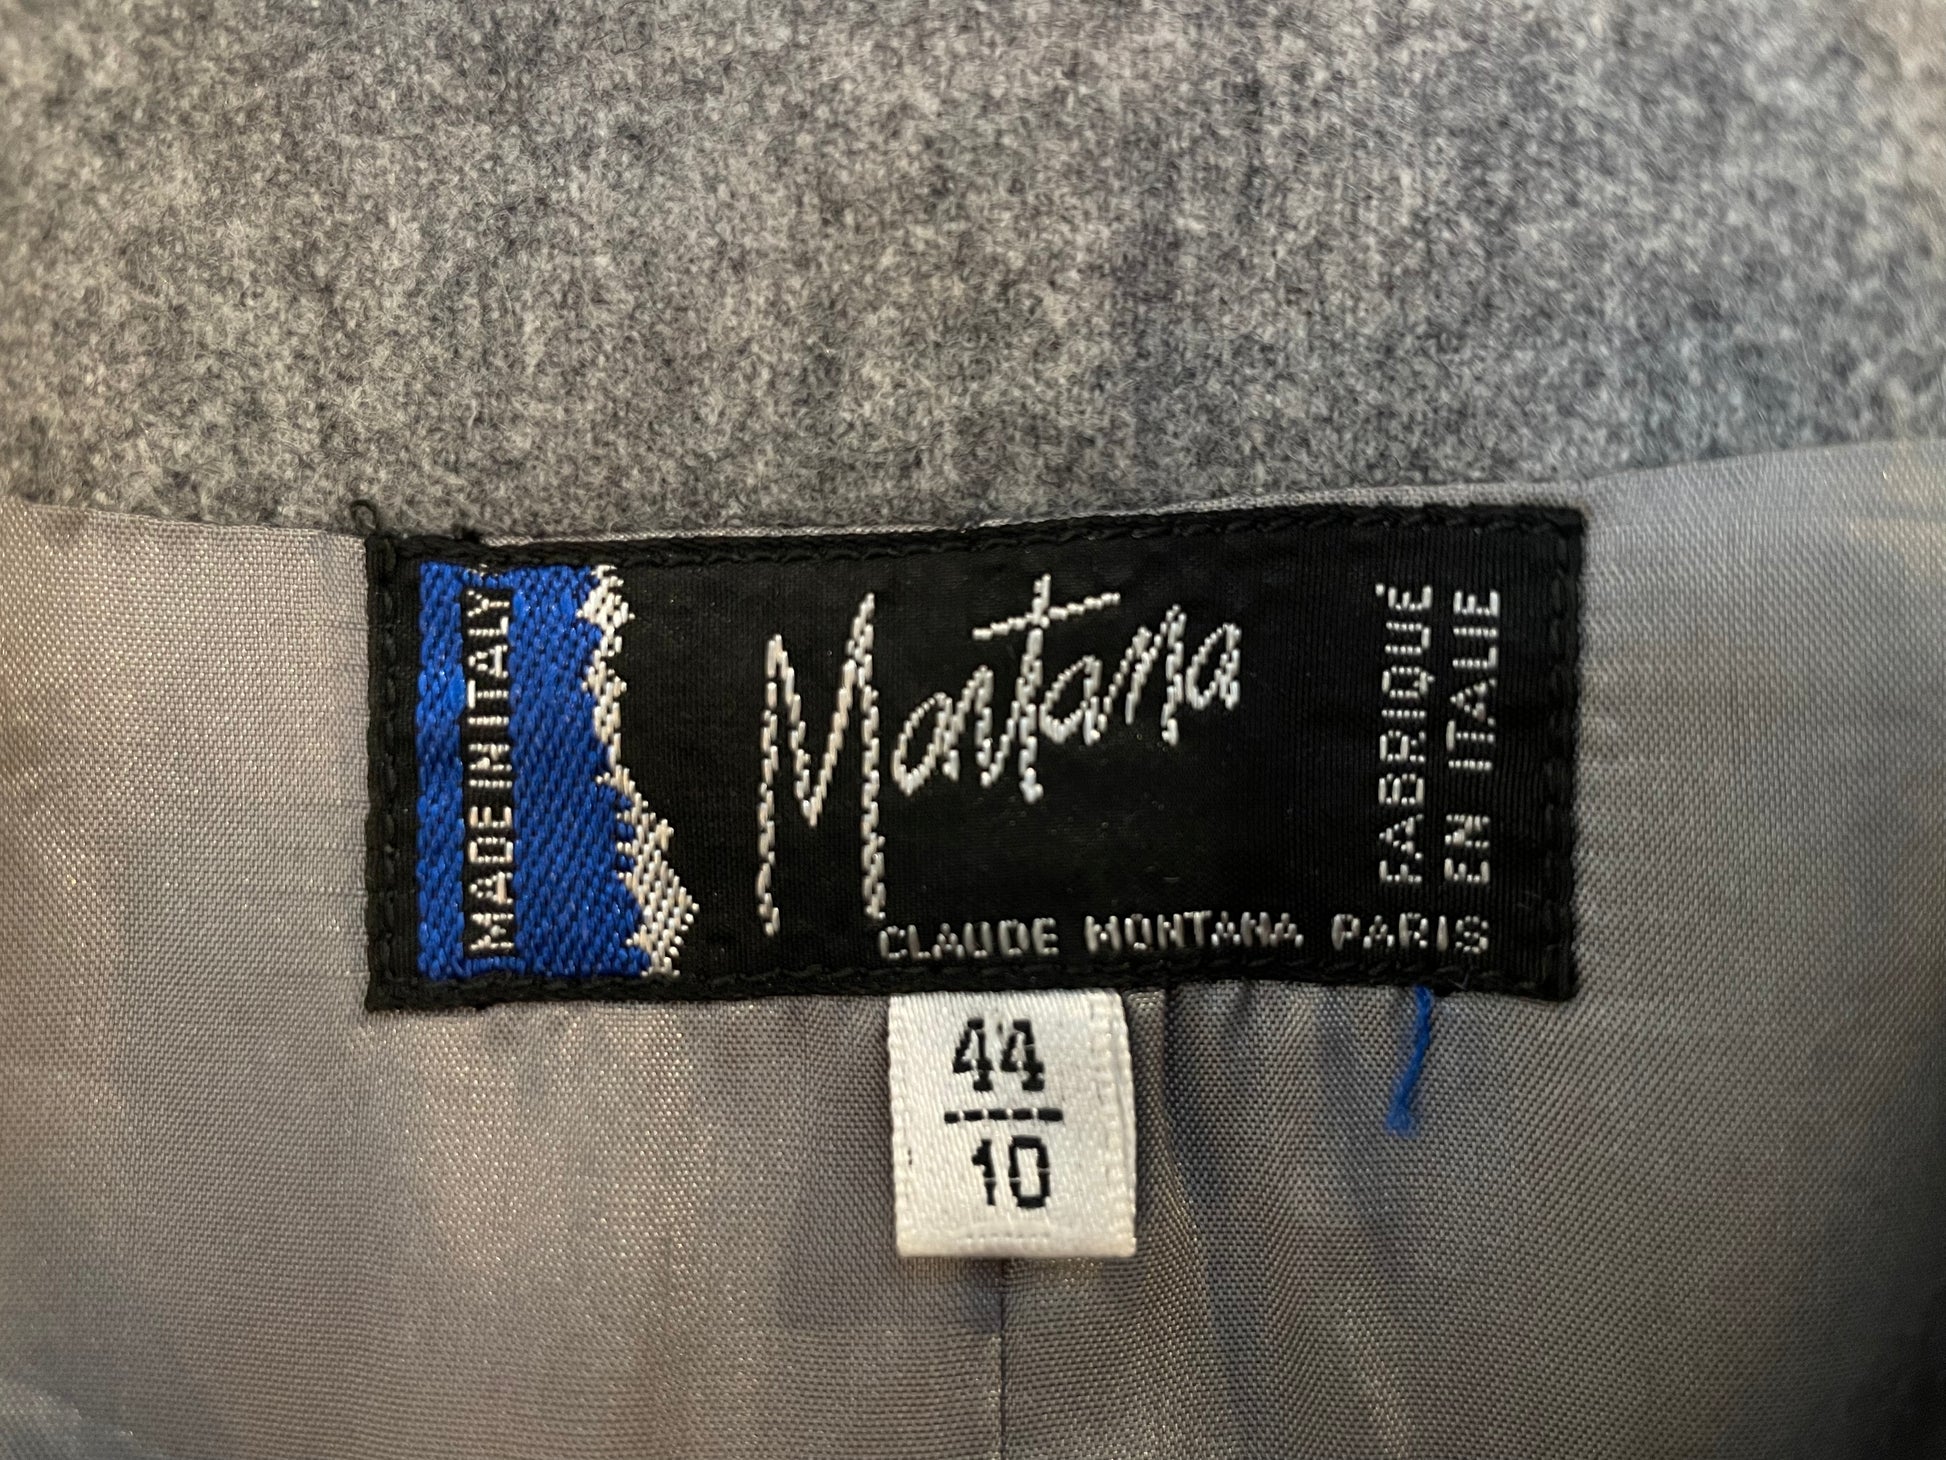 MADE IN ITALY
Montana
CLAUDE MONTANA PARIS
FABRIQUÉ
EN ITALIE
44
10